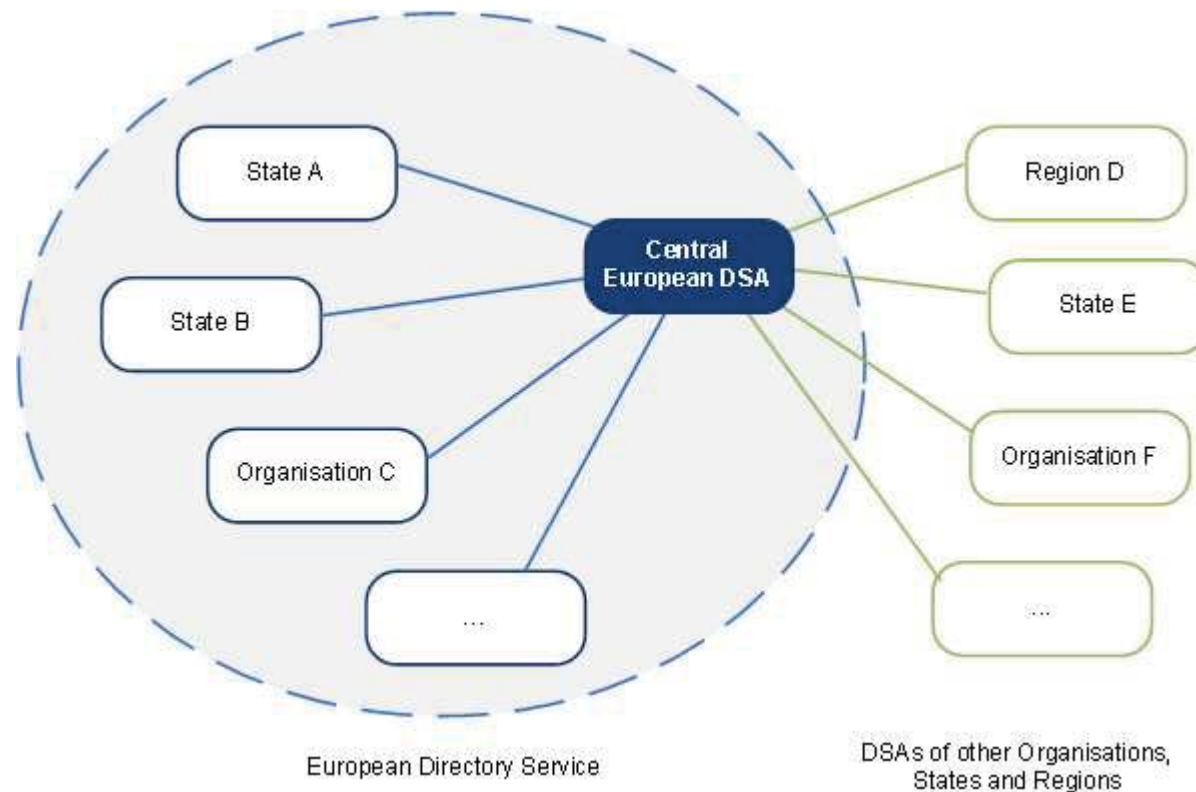 State A
Region D
Central
European DSA
State B
State E
Organisation C
Organisation F
...
...
European Directory Service
DSAs of other Organisations,
States and Regions